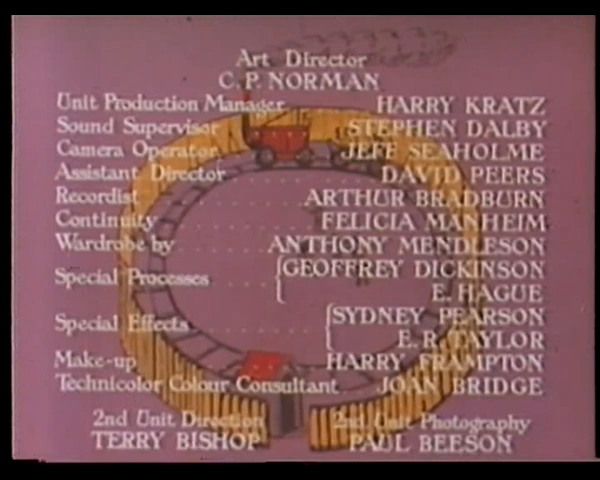 Art Director
C. P. NORMAN
Unit Production Manager HARRY KRATZ
Sound Supervisor STEPHEN DALBY
Camera Operator JEFF SEAHOLME
Assistant Director DAVID PEERS
Recordist ARTHUR BRADBURN
Continuity FELICIA MANHEIM
Wardrobe by ANTHONY MENDLESON
Special Processes GEOFFREY DICKINSON
E. HAGUE
Special Effects SYDNEY PEARSON
E. R. TAYLOR
Make-up HARRY FRAMPTON
Technicolor Colour Consultant JOAN BRIDGE
2nd Unit Direction 2nd Unit Photography
TERRY BISHOP PAUL BEESON